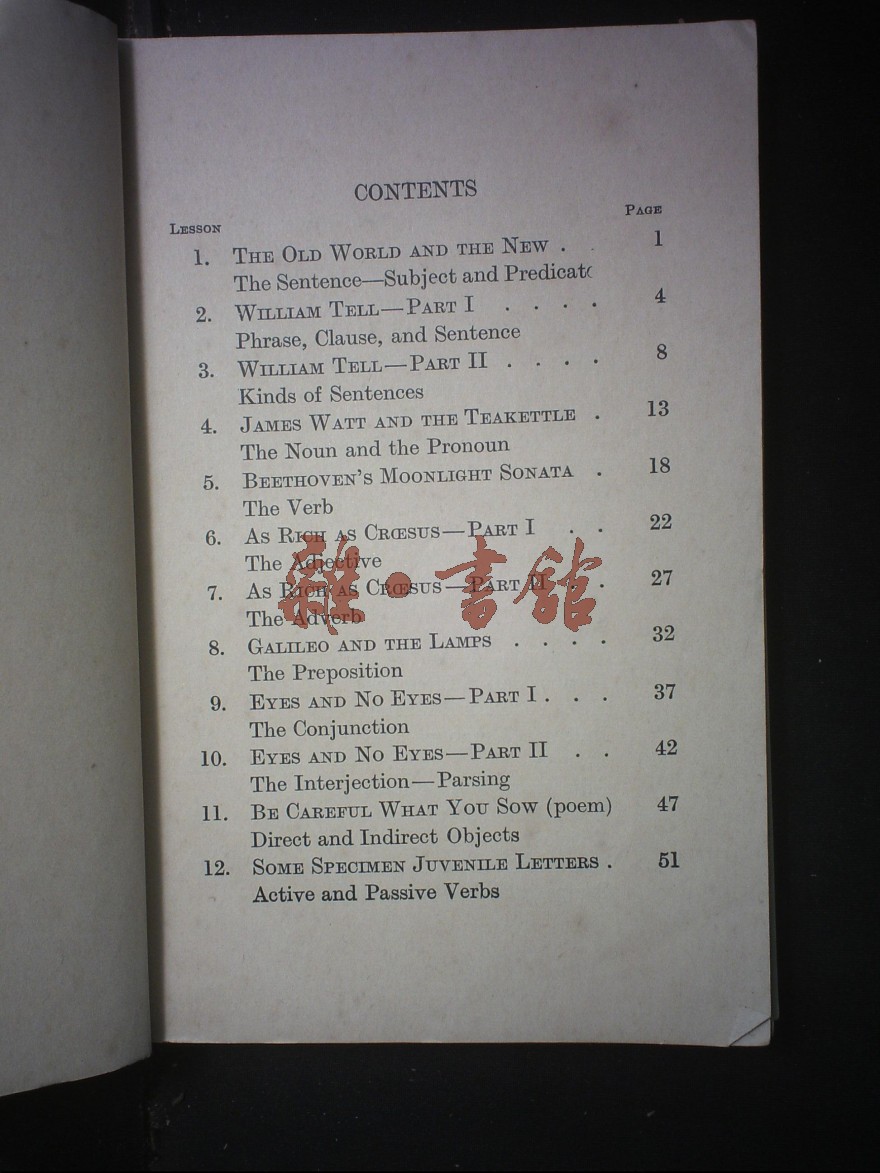 CONTENTS
LESSON PAGE
1. THE OLD WORLD AND THE NEW . . 1
The Sentence—Subject and Predicate
2. WILLIAM TELL—PART I . . . . 4
Phrase, Clause, and Sentence
3. WILLIAM TELL—PART II . . . . 8
Kinds of Sentences
4. JAMES WATT AND THE TEAKETTLE . 13
The Noun and the Pronoun
5. BEETHOVEN'S MOONLIGHT SONATA . 18
The Verb
6. AS RICH AS CRŒSUS—PART I . . 22
The Adjective
7. AS RICH AS CRŒSUS—PART II . 27
The Adverb
雜·書館
8. GALILEO AND THE LAMPS . . . . 32
The Preposition
9. EYES AND NO EYES—PART I . . . 37
The Conjunction
10. EYES AND NO EYES—PART II . . 42
The Interjection—Parsing
11. BE CAREFUL WHAT YOU SOW (poem) 47
Direct and Indirect Objects
12. SOME SPECIMEN JUVENILE LETTERS . 51
Active and Passive Verbs